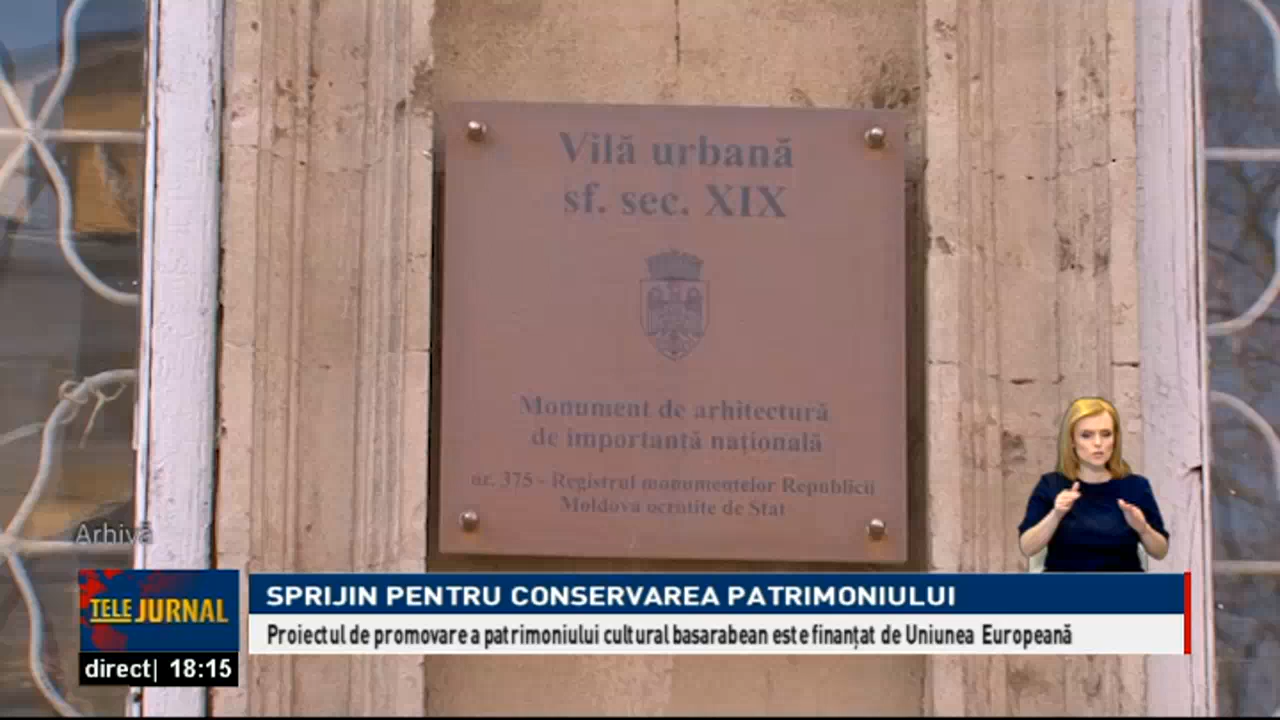 Vilă urbană
sf. sec. XIX
Monument de arhitectură
de importanță națională
nr. 375 - Registrul monumentelor Republicii
Moldova ocrotite de Stat
Arhivă
TELEJURNAL
direct| 18:15
SPRIJIN PENTRU CONSERVAREA PATRIMONIULUI
Proiectul de promovare a patrimoniului cultural basarabean este finanțat de Uniunea Europeană